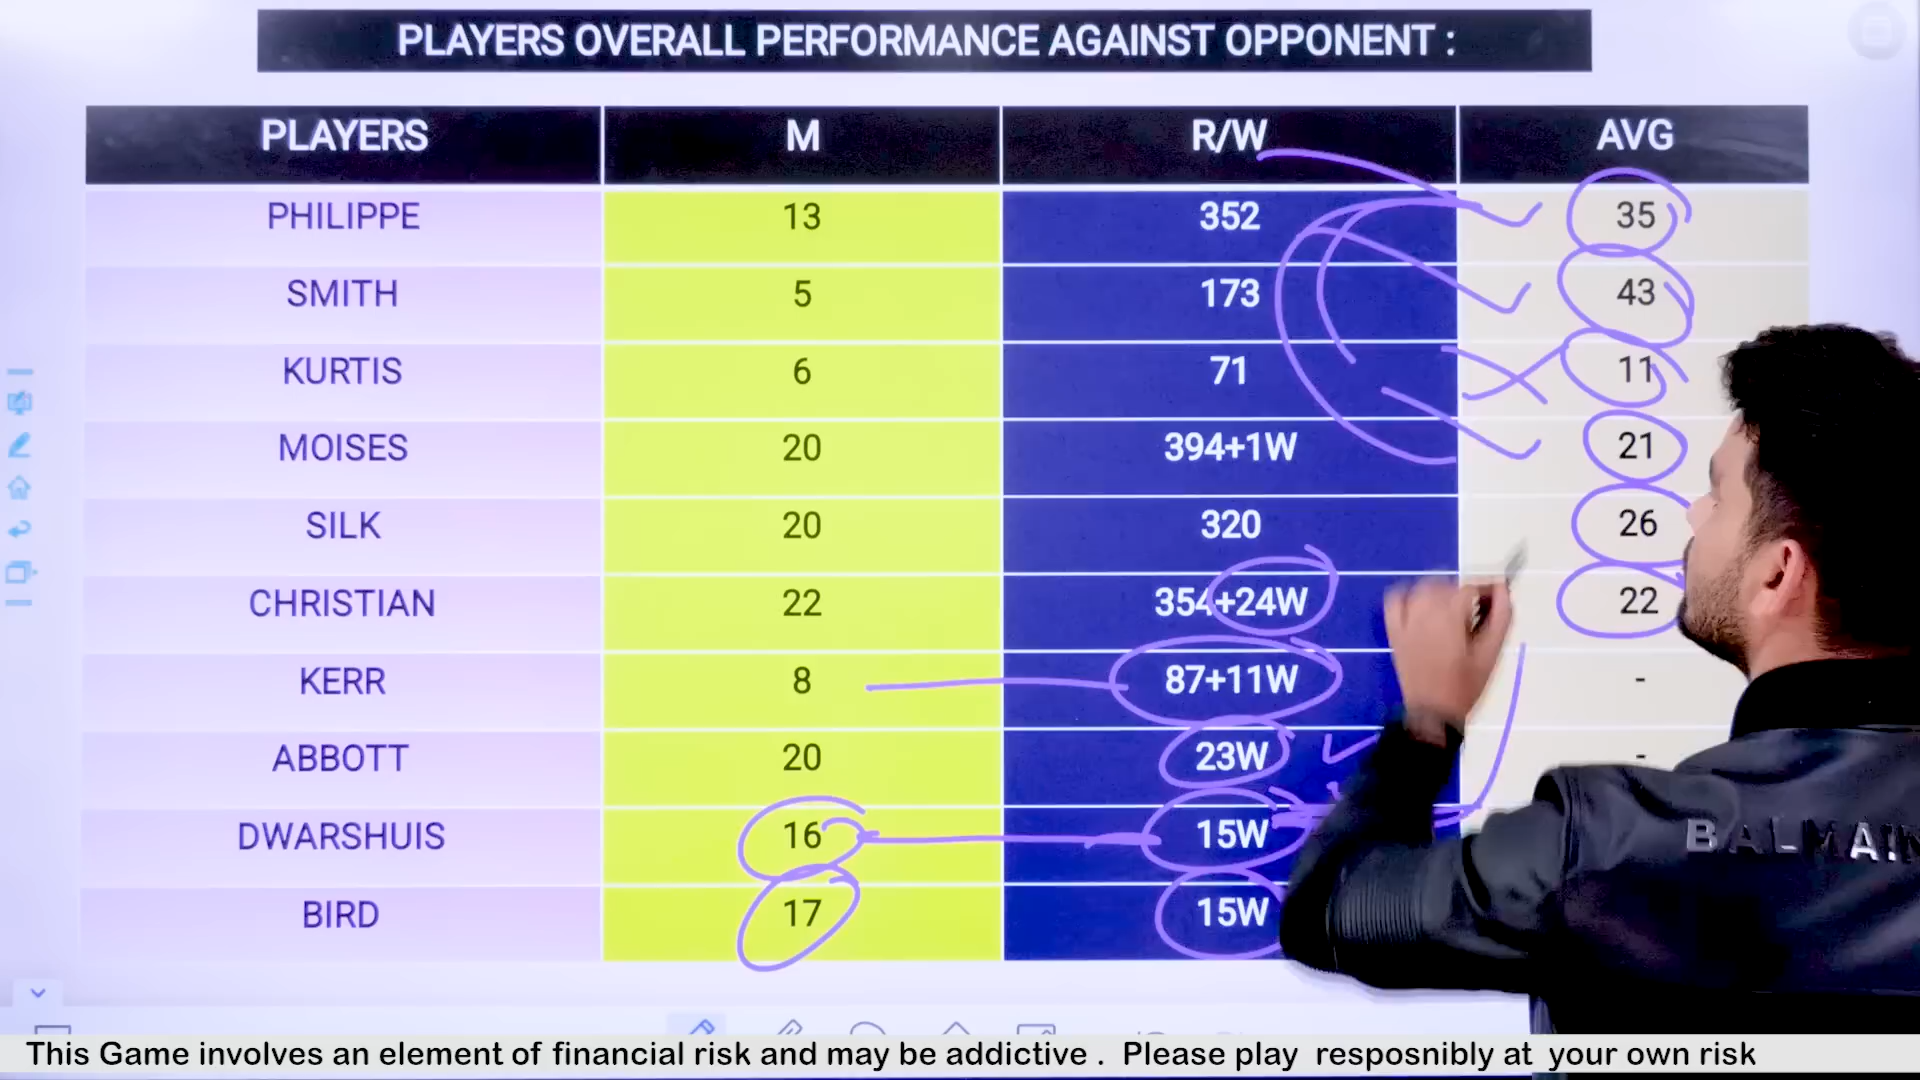 PLAYERS OVERALL PERFORMANCE AGAINST OPPONENT :
PLAYERS M R/W AVG
PHILIPPE 13 352 35
SMITH 5 173 43
KURTIS 6 71 11
MOISES 20 394+1W 21
SILK 20 320 26
CHRISTIAN 22 354+24W 22
KERR 8 87+11W -
ABBOTT 20 23W -
DWARSHUIS 16 15W
BIRD 17 15W
BALMAIN
This Game involves an element of financial risk and may be addictive . Please play resposnibly at your own risk